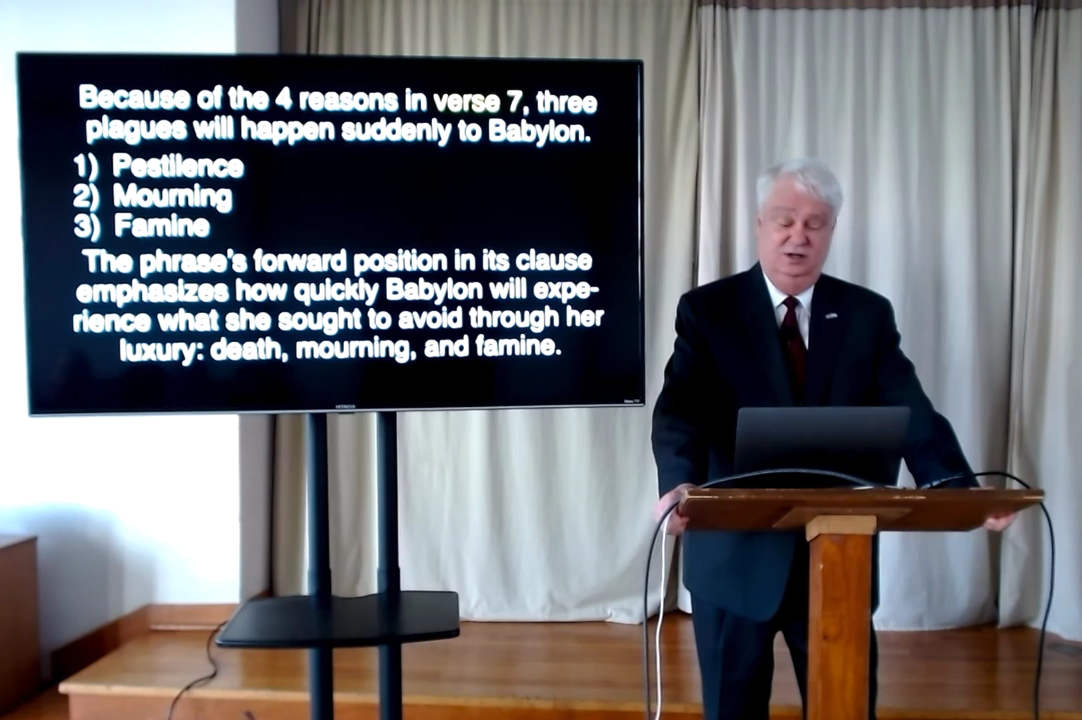 Because of the 4 reasons in verse 7, three
plagues will happen suddenly to Babylon.
1) Pestilence
2) Mourning
3) Famine
The phrase's forward position in its clause
emphasizes how quickly Babylon will expe-
rience what she sought to avoid through her
luxury: death, mourning, and famine.
HITACHI